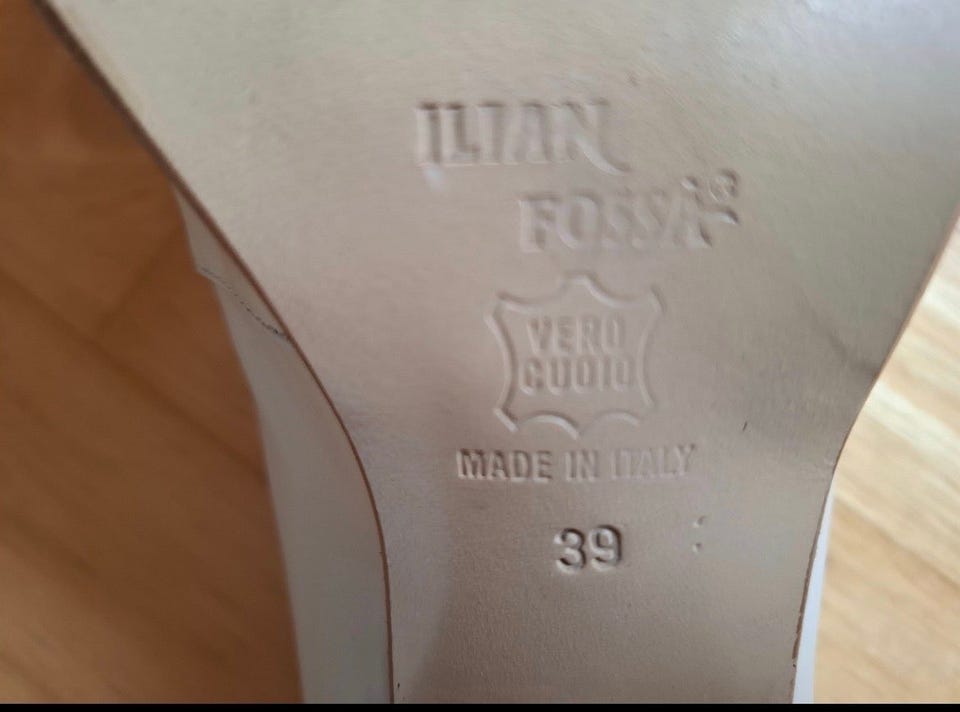 ILIAN
FOSSA
VERO
CUOIO
MADE IN ITALY
39